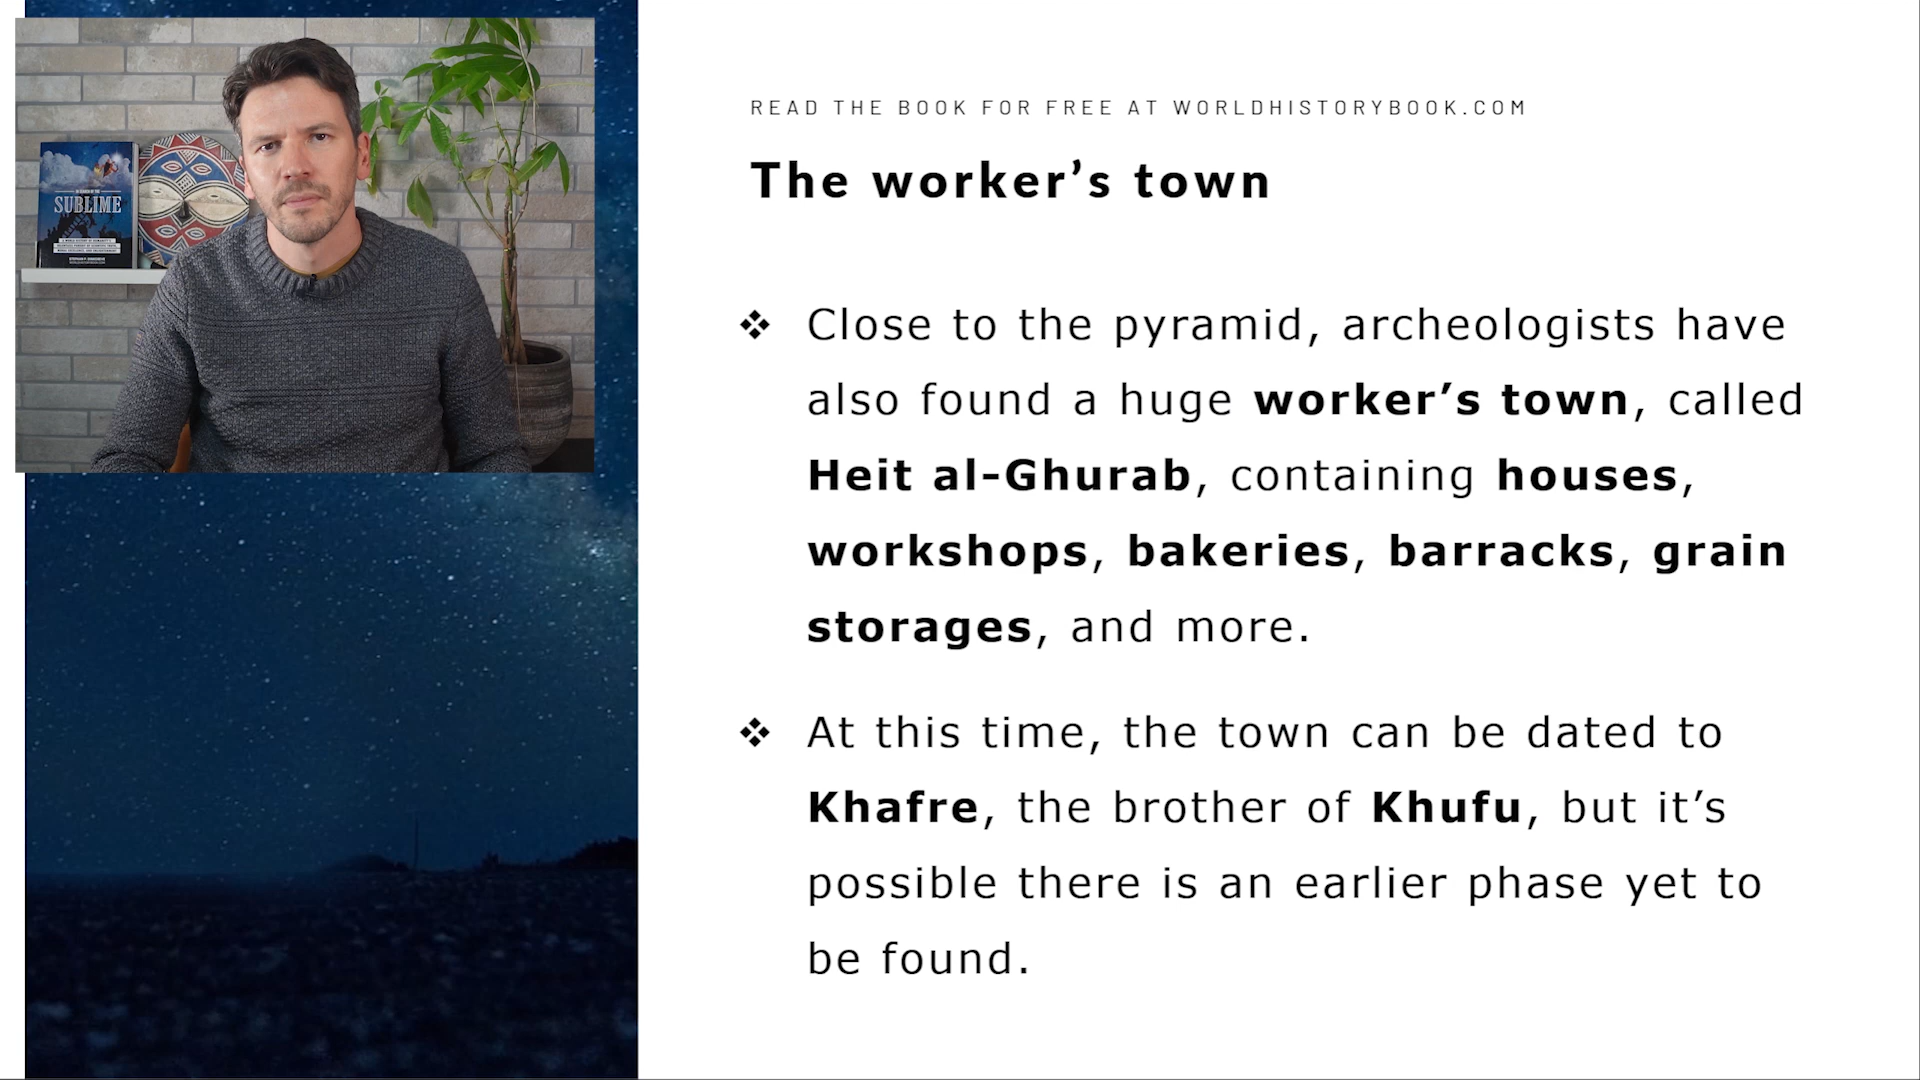 SUBLIME
READ THE BOOK FOR FREE AT WORLDHISTORYBOOK.COM
The worker’s town
❖ Close to the pyramid, archeologists have
also found a huge worker’s town, called
Heit al-Ghurab, containing houses,
workshops, bakeries, barracks, grain
storages, and more.
❖ At this time, the town can be dated to
Khafre, the brother of Khufu, but it’s
possible there is an earlier phase yet to
be found.